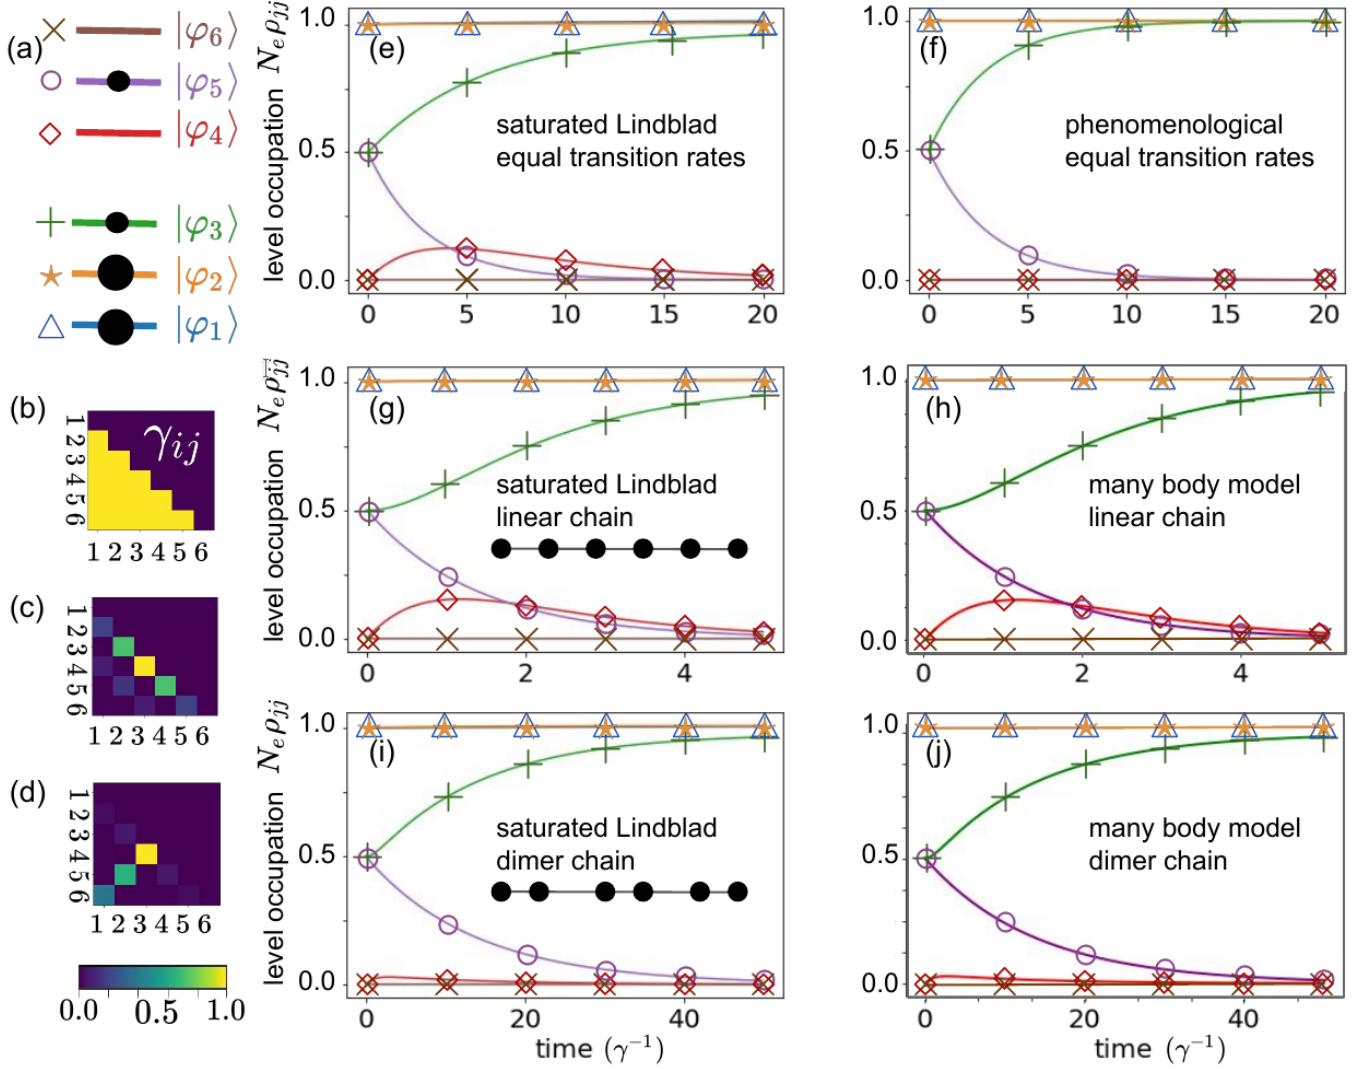 (a)
|φ₆⟩
|φ₅⟩
|φ₄⟩
|φ₃⟩
|φ₂⟩
|φ₁⟩
(b)
γᵢⱼ
1 2 3 4 5 6
1 2 3 4 5 6
(c)
1 2 3 4 5 6
1 2 3 4 5 6
(d)
1 2 3 4 5 6
1 2 3 4 5 6
0.0 0.5 1.0
level occupation Nₑρⱼⱼ
1.0
0.5
0.0
(e)
saturated Lindblad
equal transition rates
0 5 10 15 20
1.0
0.5
0.0
(f)
phenomenological
equal transition rates
0 5 10 15 20
level occupation Nₑρⱼⱼ
1.0
0.5
0.0
(g)
saturated Lindblad
linear chain
0 2 4
1.0
0.5
0.0
(h)
many body model
linear chain
0 2 4
level occupation Nₑρⱼⱼ
1.0
0.5
0.0
(i)
saturated Lindblad
dimer chain
0 20 40
time (γ⁻¹)
1.0
0.5
0.0
(j)
many body model
dimer chain
0 20 40
time (γ⁻¹)